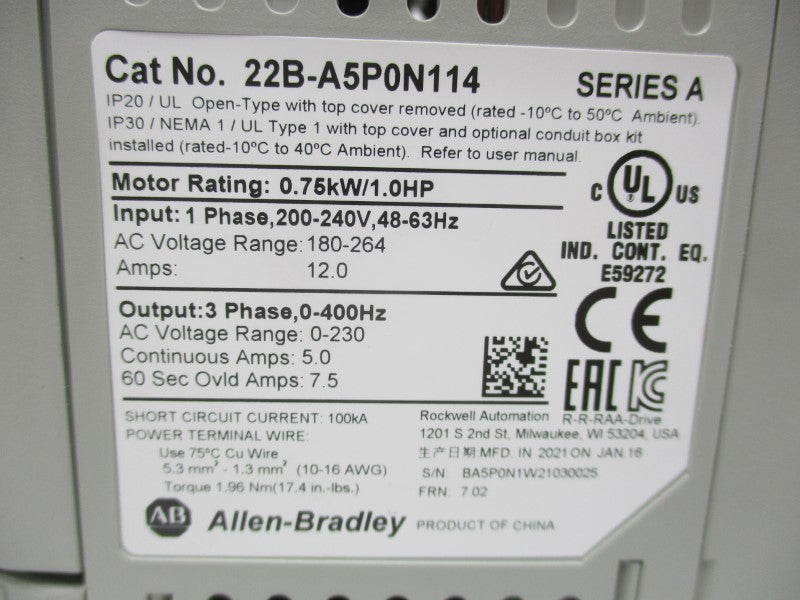 Cat No. 22B-A5P0N114 SERIES A
IP20 / UL Open-Type with top cover removed (rated -10°C to 50°C Ambient).
IP30 / NEMA 1 / UL Type 1 with top cover and optional conduit box kit
installed (rated-10°C to 40°C Ambient). Refer to user manual.
Motor Rating: 0.75kW/1.0HP
Input: 1 Phase,200-240V,48-63Hz
AC Voltage Range: 180-264
Amps: 12.0
C UL US
LISTED
IND. CONT. EQ.
E59272
Output:3 Phase,0-400Hz
AC Voltage Range: 0-230
Continuous Amps: 5.0
60 Sec Ovld Amps: 7.5
CE
EAC KC
R-R-RAA-Drive
SHORT CIRCUIT CURRENT: 100kA
POWER TERMINAL WIRE:
Use 75°C Cu Wire
5.3 mm² - 1.3 mm² (10-16 AWG)
Torque 1.96 Nm(17.4 in.-lbs.)
Rockwell Automation
1201 S 2nd St, Milwaukee, WI 53204, USA
生产日期:MFD. IN 2021 ON JAN.16
S/N: BA5P0N1W21030025
FRN: 7.02
AB Allen-Bradley PRODUCT OF CHINA